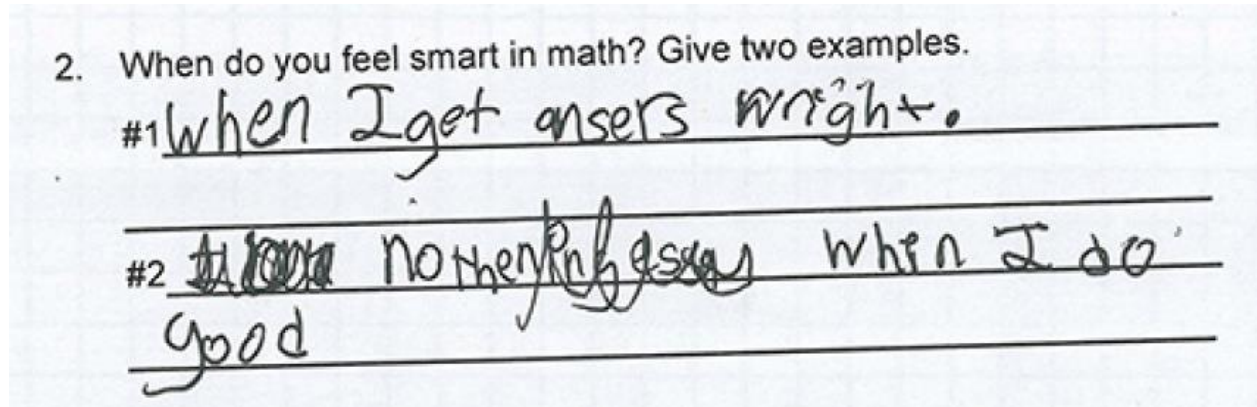 2. When do you feel smart in math? Give two examples.
#1 When I get ansers wright.
#2 when I do
good